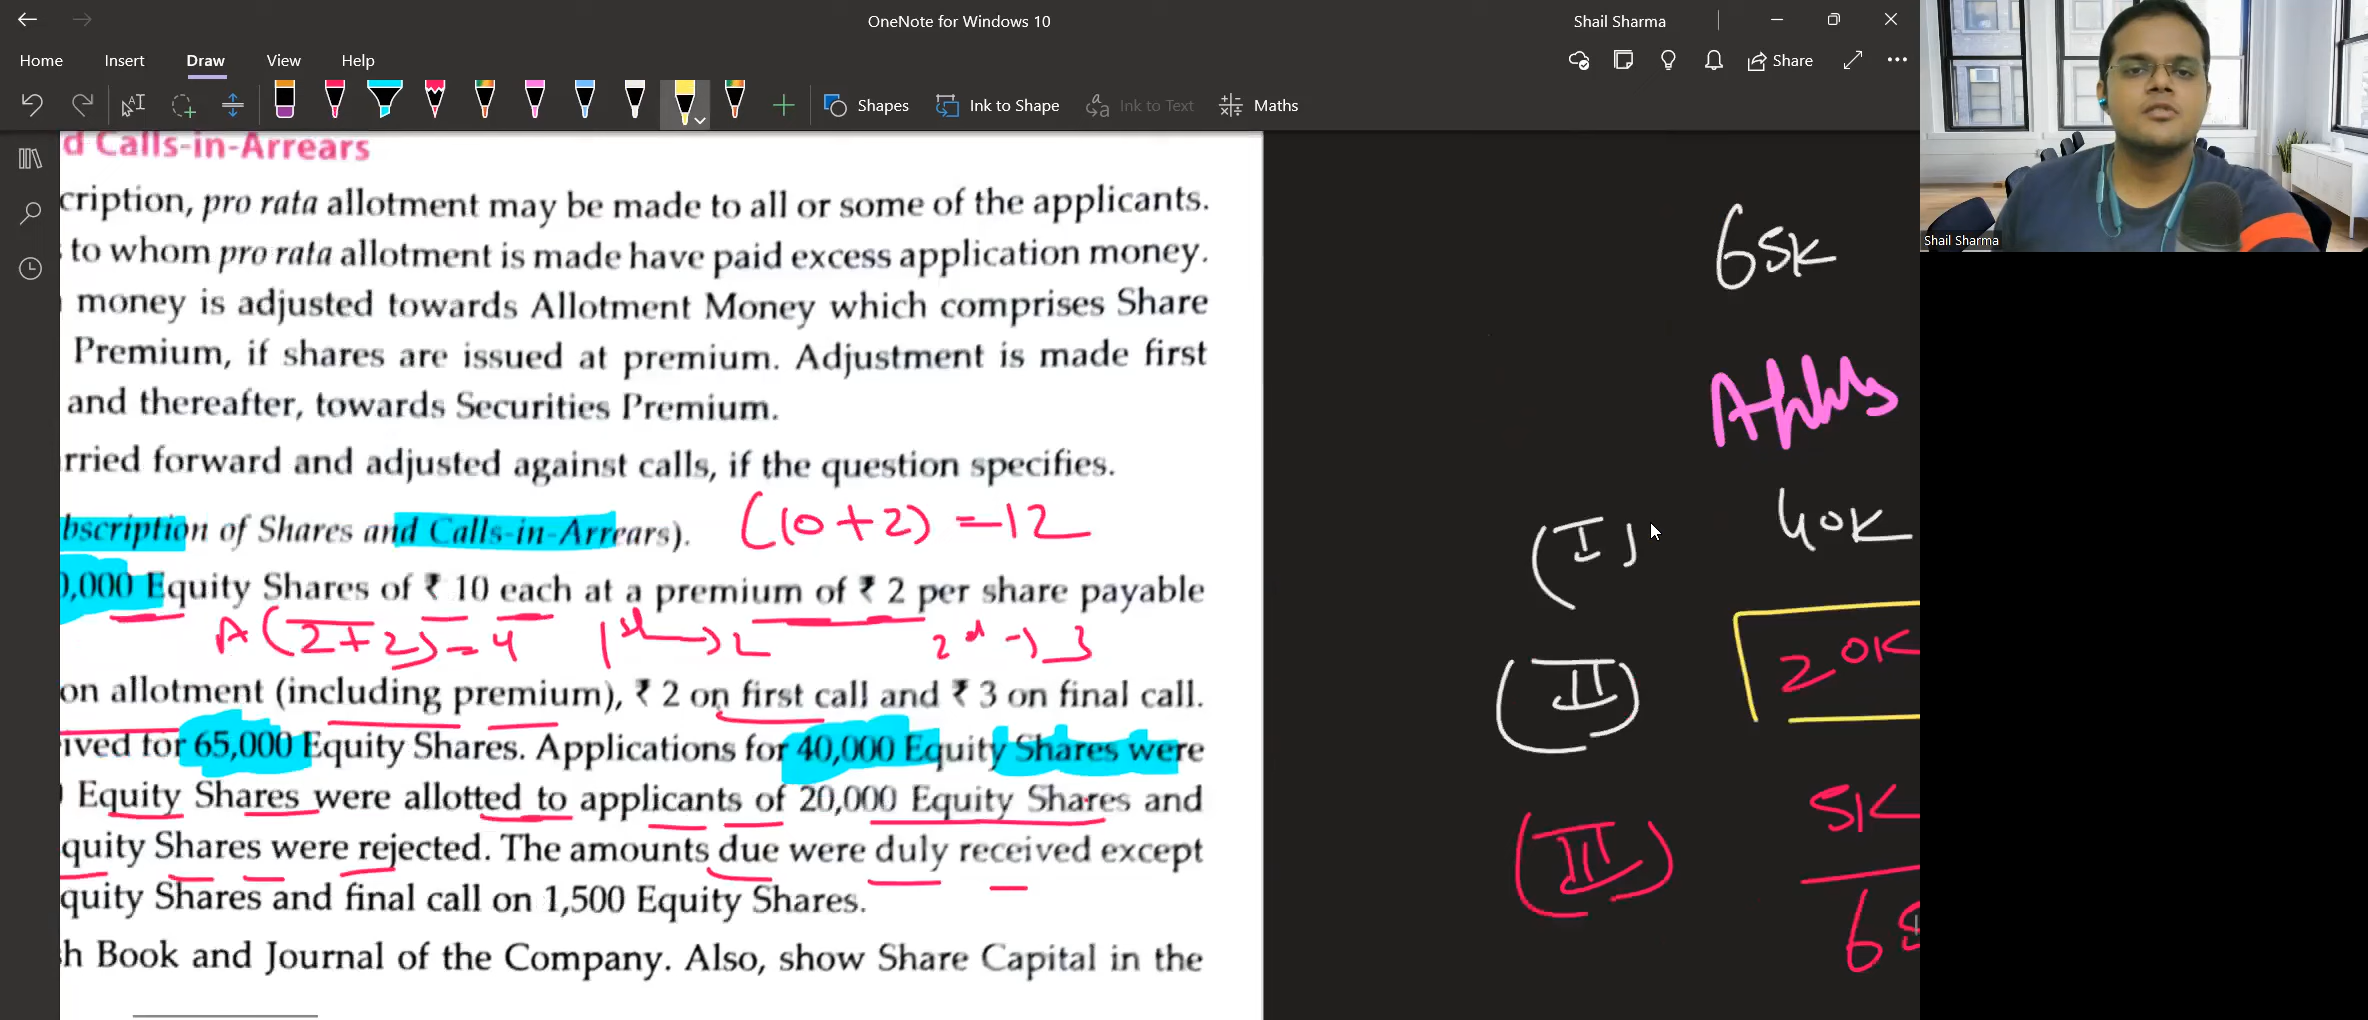 OneNote for Windows 10
Shail Sharma
Home Insert Draw View Help
Share
Shapes Ink to Shape Ink to Text Maths
d Calls-in-Arrears
cription, pro rata allotment may be made to all or some of the applicants.
to whom pro rata allotment is made have paid excess application money.
money is adjusted towards Allotment Money which comprises Share
Premium, if shares are issued at premium. Adjustment is made first
and thereafter, towards Securities Premium.
rried forward and adjusted against calls, if the question specifies.
bscription of Shares and Calls-in-Arrears). (10+2) = 12
0,000 Equity Shares of ₹ 10 each at a premium of ₹ 2 per share payable
A (2+2) = 4 1st → 2 2nd → 3
on allotment (including premium), ₹ 2 on first call and ₹ 3 on final call.
ived for 65,000 Equity Shares. Applications for 40,000 Equity Shares were
Equity Shares were allotted to applicants of 20,000 Equity Shares and
quity Shares were rejected. The amounts due were duly received except
quity Shares and final call on 1,500 Equity Shares.
h Book and Journal of the Company. Also, show Share Capital in the
65K
(I) 40K
(II) 20K
(III) 5K
65
Shail Sharma